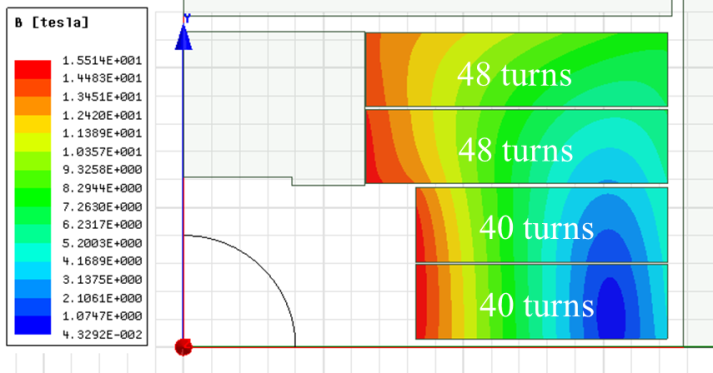 B [tesla]
1.5514E+001
1.4483E+001
1.3451E+001
1.2420E+001
1.1389E+001
1.0357E+001
9.3258E+000
8.2944E+000
7.2630E+000
6.2317E+000
5.2003E+000
4.1689E+000
3.1375E+000
2.1061E+000
1.0747E+000
4.3292E-002
Y
48 turns
48 turns
40 turns
40 turns